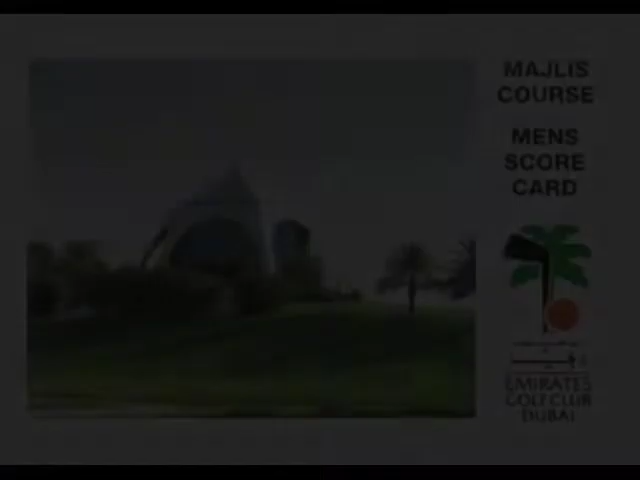 MAJLIS
COURSE
MENS
SCORE
CARD
EMIRATES
GOLF CLUB
DUBAI